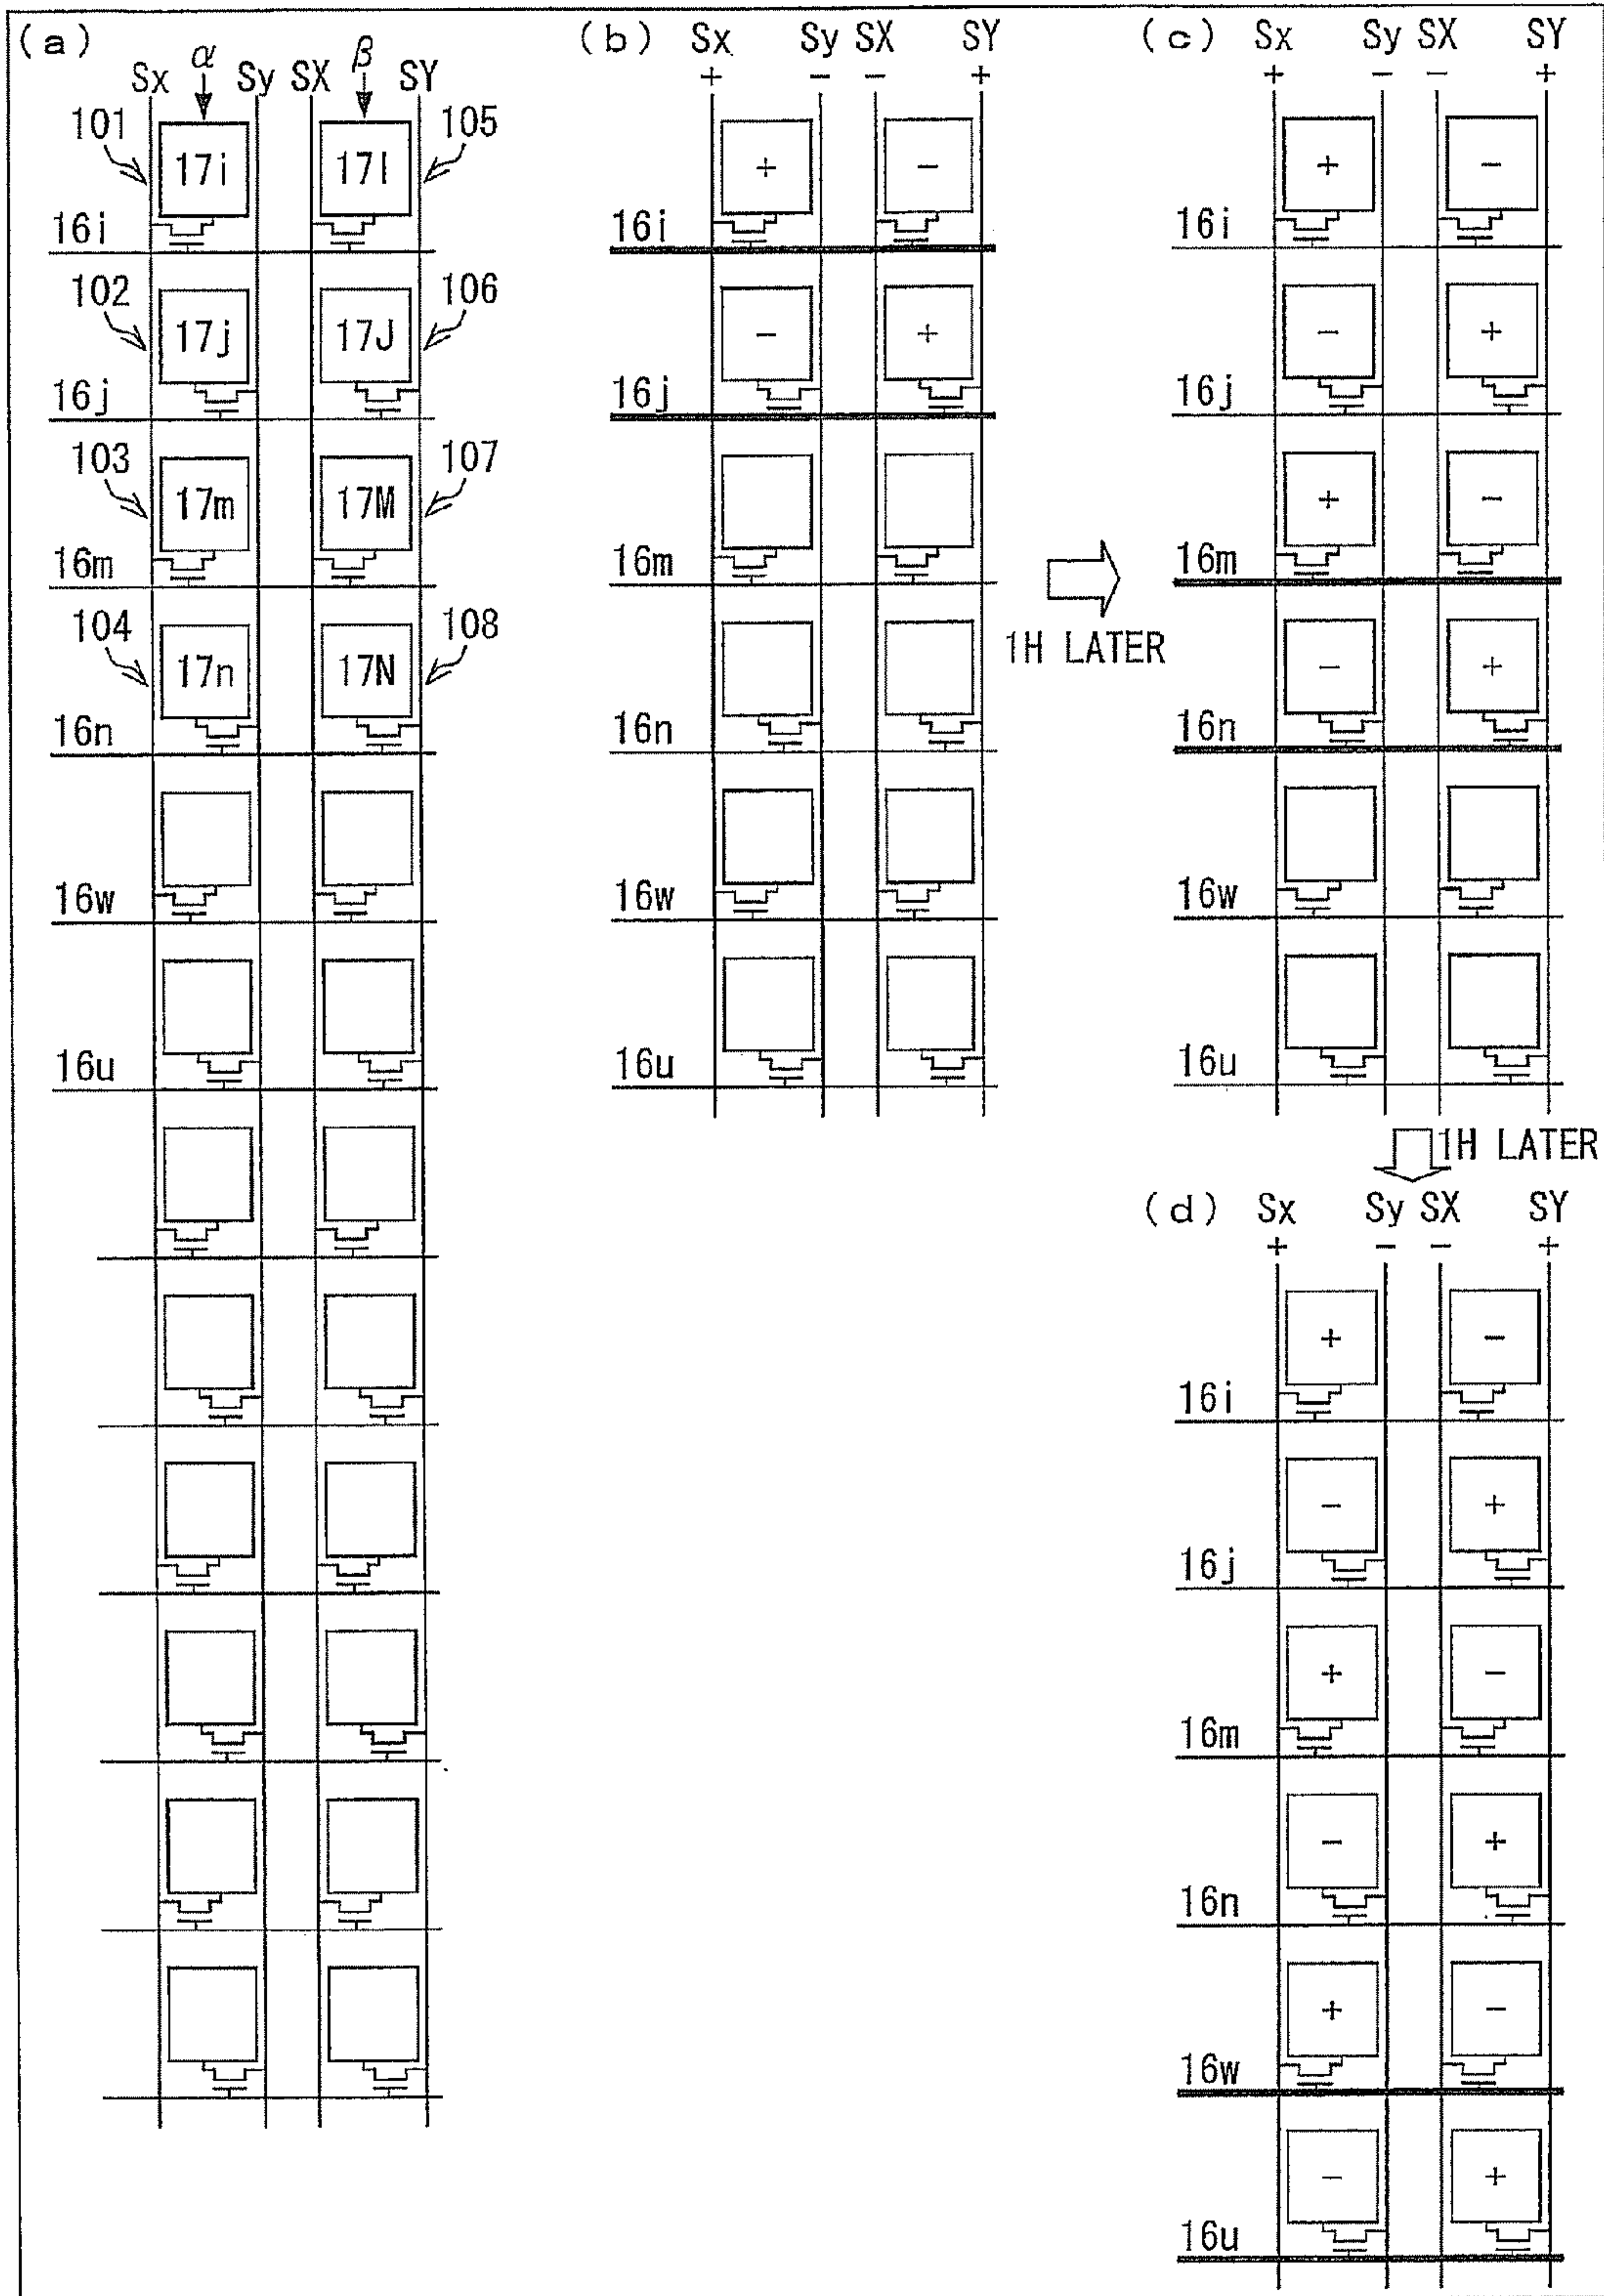 (a)
α
β
Sx
Sy
SX
SY
101
17i
17I
105
16i
102
17j
17J
106
16j
103
17m
17M
107
16m
104
17n
17N
108
16n
16w
16u
(b)
Sx
Sy
SX
SY
+
−
−
+
+
−
16i
−
+
16j
16m
16n
16w
16u
1H LATER
(c)
Sx
Sy
SX
SY
+
−
−
+
+
−
16i
−
+
16j
+
−
16m
−
+
16n
16w
16u
1H LATER
(d)
Sx
Sy
SX
SY
+
−
−
+
+
−
16i
−
+
16j
+
−
16m
−
+
16n
+
−
16w
−
+
16u